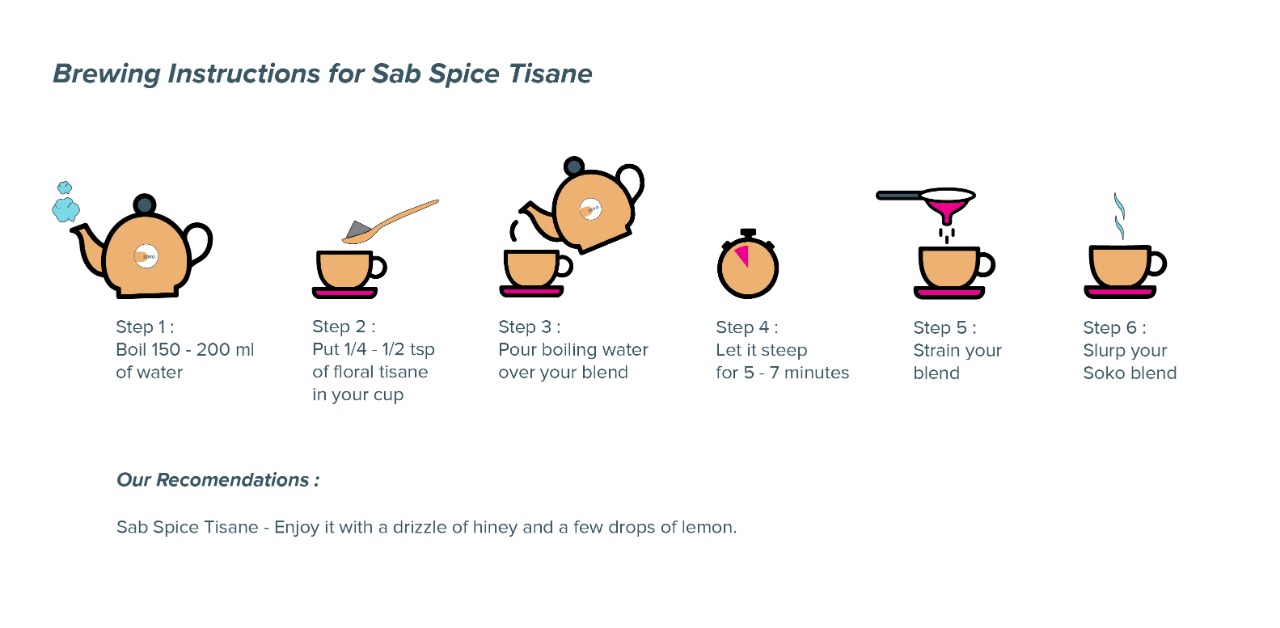 Brewing Instructions for Sab Spice Tisane
Step 1 :
Boil 150 - 200 ml
of water
Step 2 :
Put 1/4 - 1/2 tsp
of floral tisane
in your cup
Step 3 :
Pour boiling water
over your blend
Step 4 :
Let it steep
for 5 - 7 minutes
Step 5 :
Strain your
blend
Step 6 :
Slurp your
Soko blend
Our Recomendations :
Sab Spice Tisane - Enjoy it with a drizzle of hiney and a few drops of lemon.